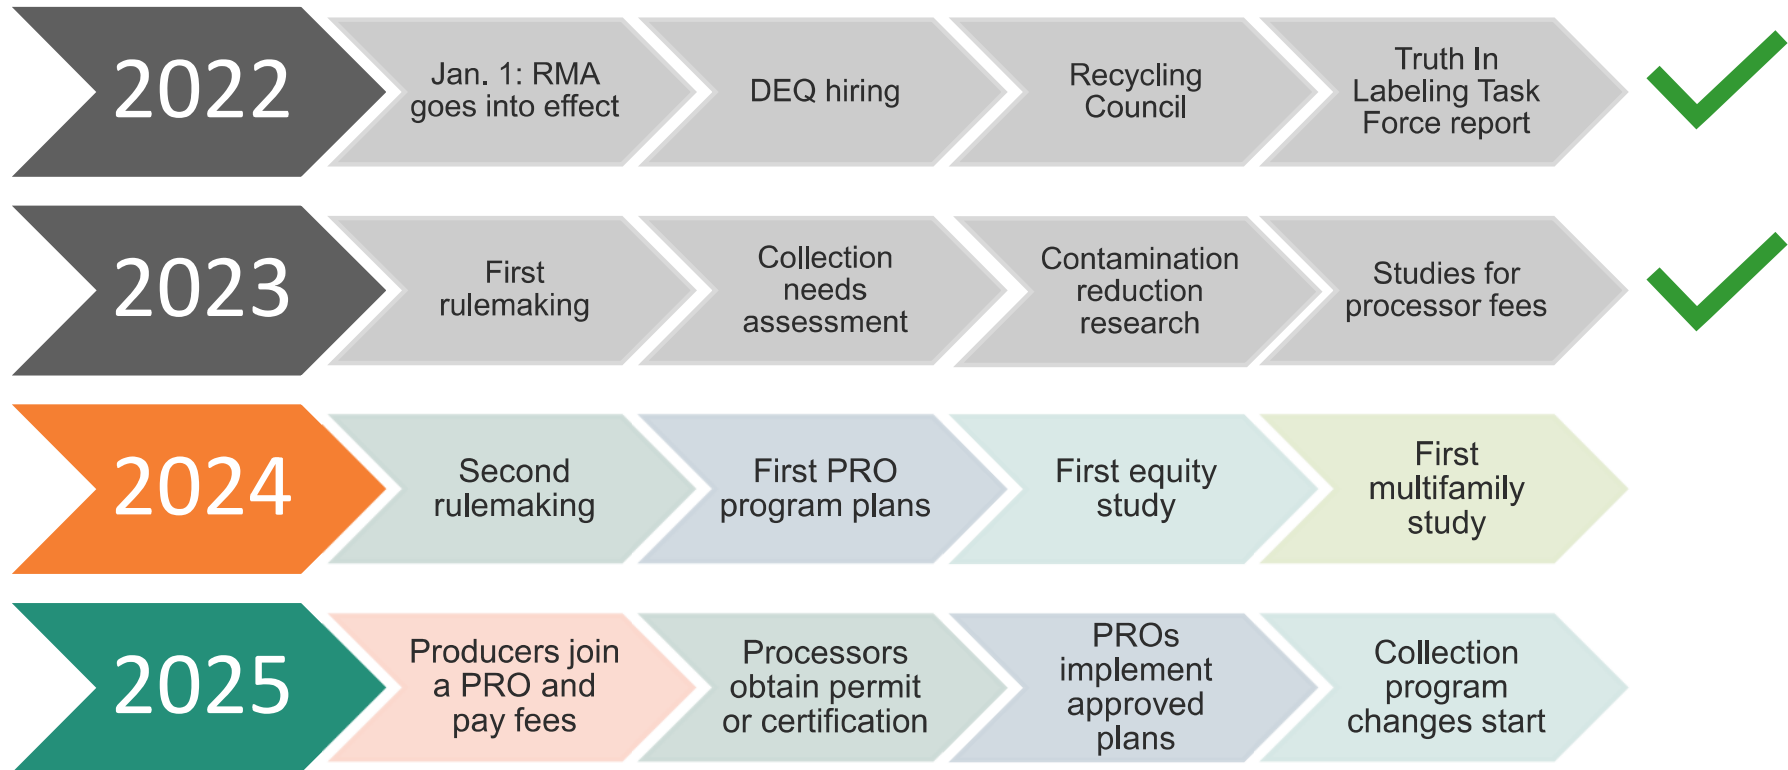 2022
Jan. 1: RMA
goes into effect
DEQ hiring
Recycling
Council
Truth In
Labeling Task
Force report
2023
First
rulemaking
Collection
needs
assessment
Contamination
reduction
research
Studies for
processor fees
2024
Second
rulemaking
First PRO
program plans
First equity
study
First
multifamily
study
2025
Producers join
a PRO and
pay fees
Processors
obtain permit
or certification
PROs
implement
approved
plans
Collection
program
changes start